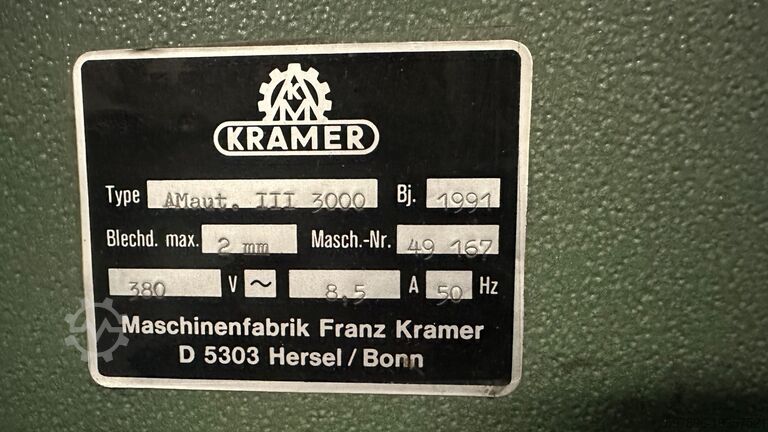 KRAMER
Type AMaut. III 3000 Bj. 1991
Blechd. max. 2 mm Masch.-Nr. 49 167
380 V ~ 8,5 A 50 Hz
Maschinenfabrik Franz Kramer
D 5303 Hersel/Bonn